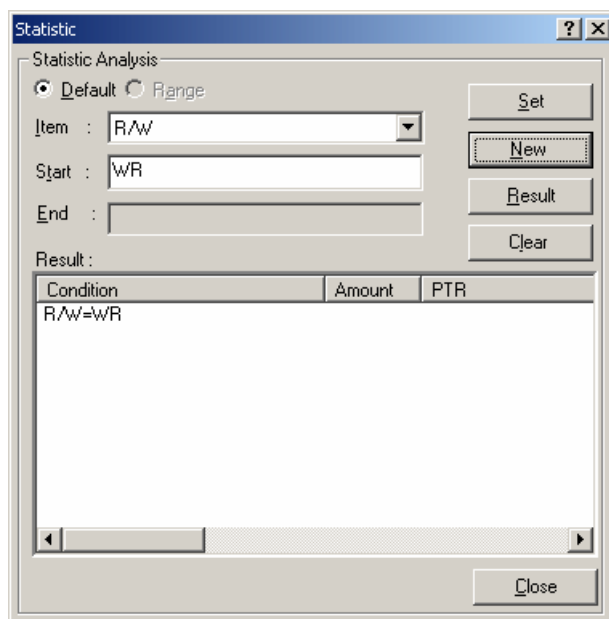 Statistic
Statistic Analysis
Default Range
Set
Item : R/W
New
Start : WR
Result
End :
Clear
Result :
Condition Amount PTR
R/W=WR
Close